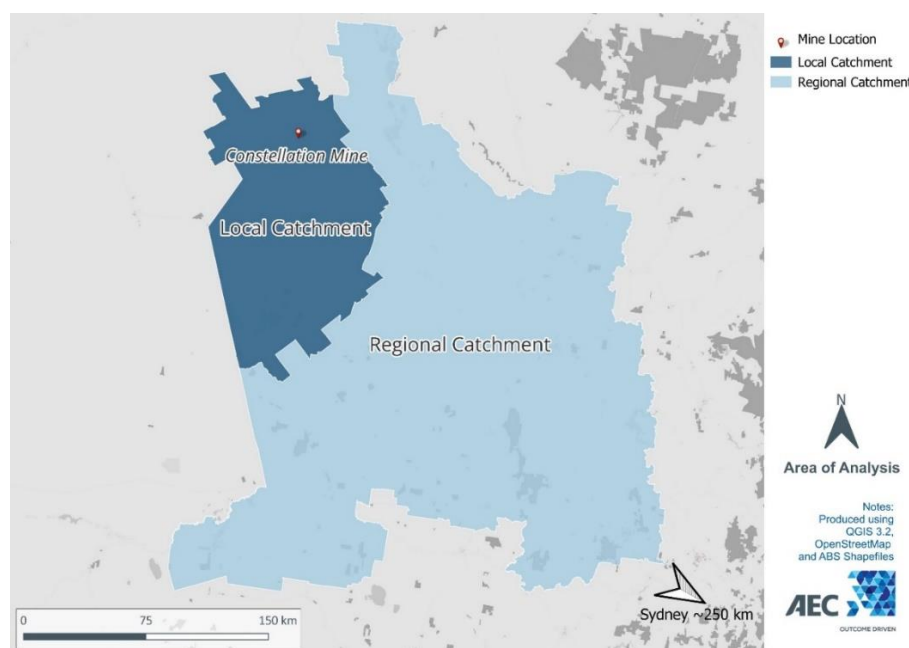 Mine Location
Local Catchment
Regional Catchment
Constellation Mine
Local Catchment
Regional Catchment
N
Area of Analysis
Notes:
Produced using
QGIS 3.2,
OpenStreetMap
and ABS Shapefiles
AEC
OUTCOME DRIVEN
Sydney ~250 km
0 75 150 km